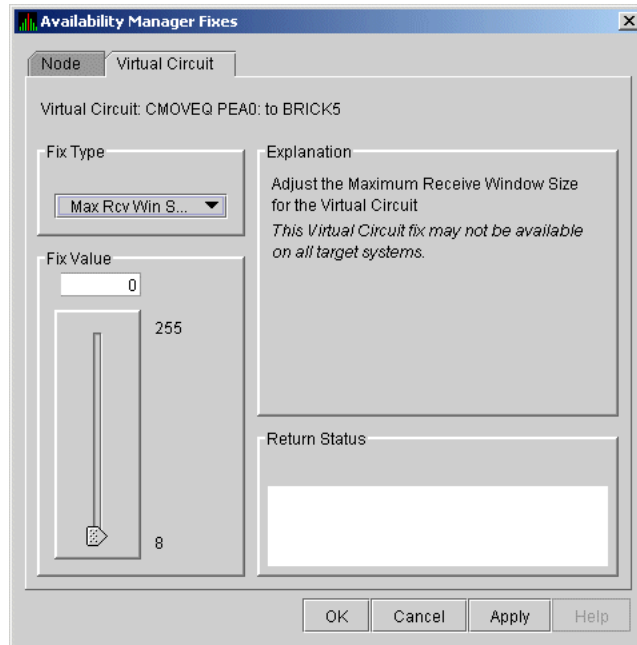 Availability Manager Fixes
Node
Virtual Circuit
Virtual Circuit: CMOVEQ PEA0: to BRICK5
Fix Type
Max Rcv Win S...
Explanation
Adjust the Maximum Receive Window Size
for the Virtual Circuit
This Virtual Circuit fix may not be available
on all target systems.
Fix Value
0
255
8
Return Status
OK
Cancel
Apply
Help